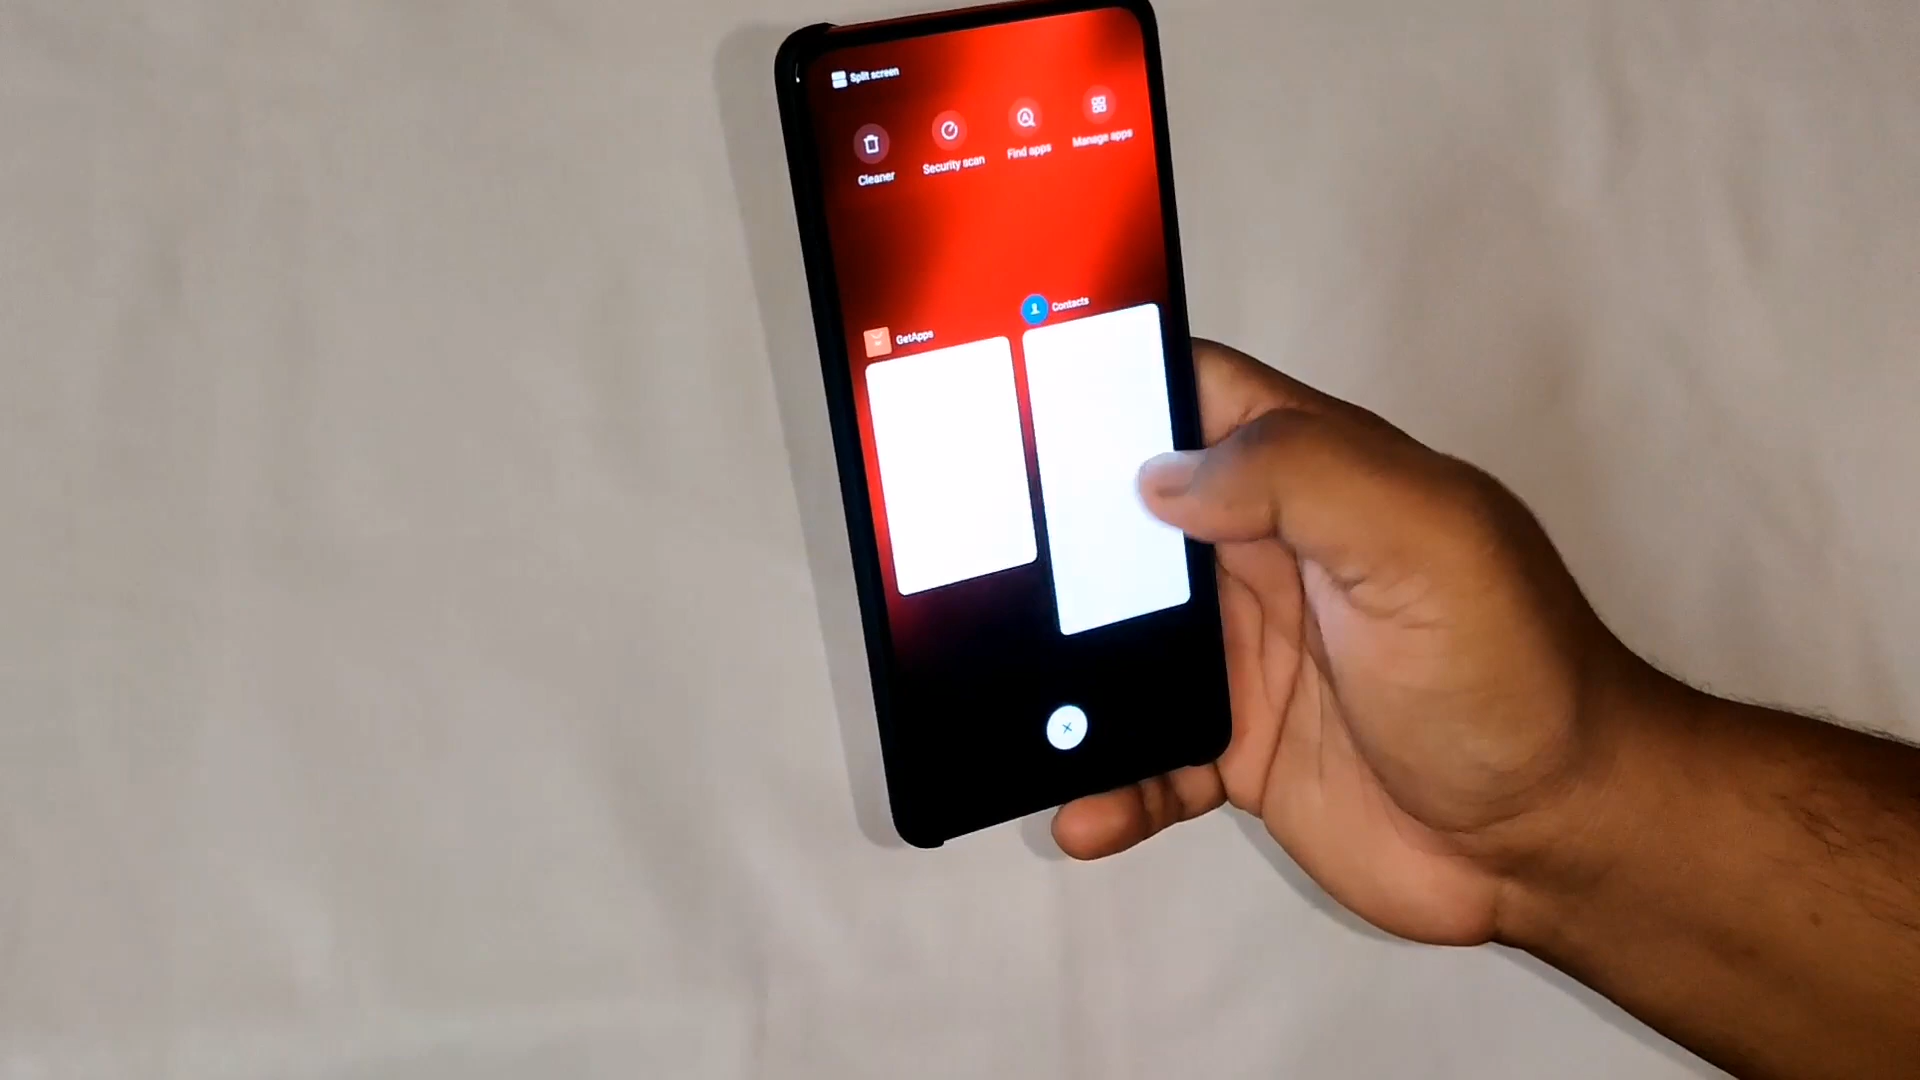 Split screen
Cleaner
Security scan
Find apps
Manage apps
GetApps
Contacts